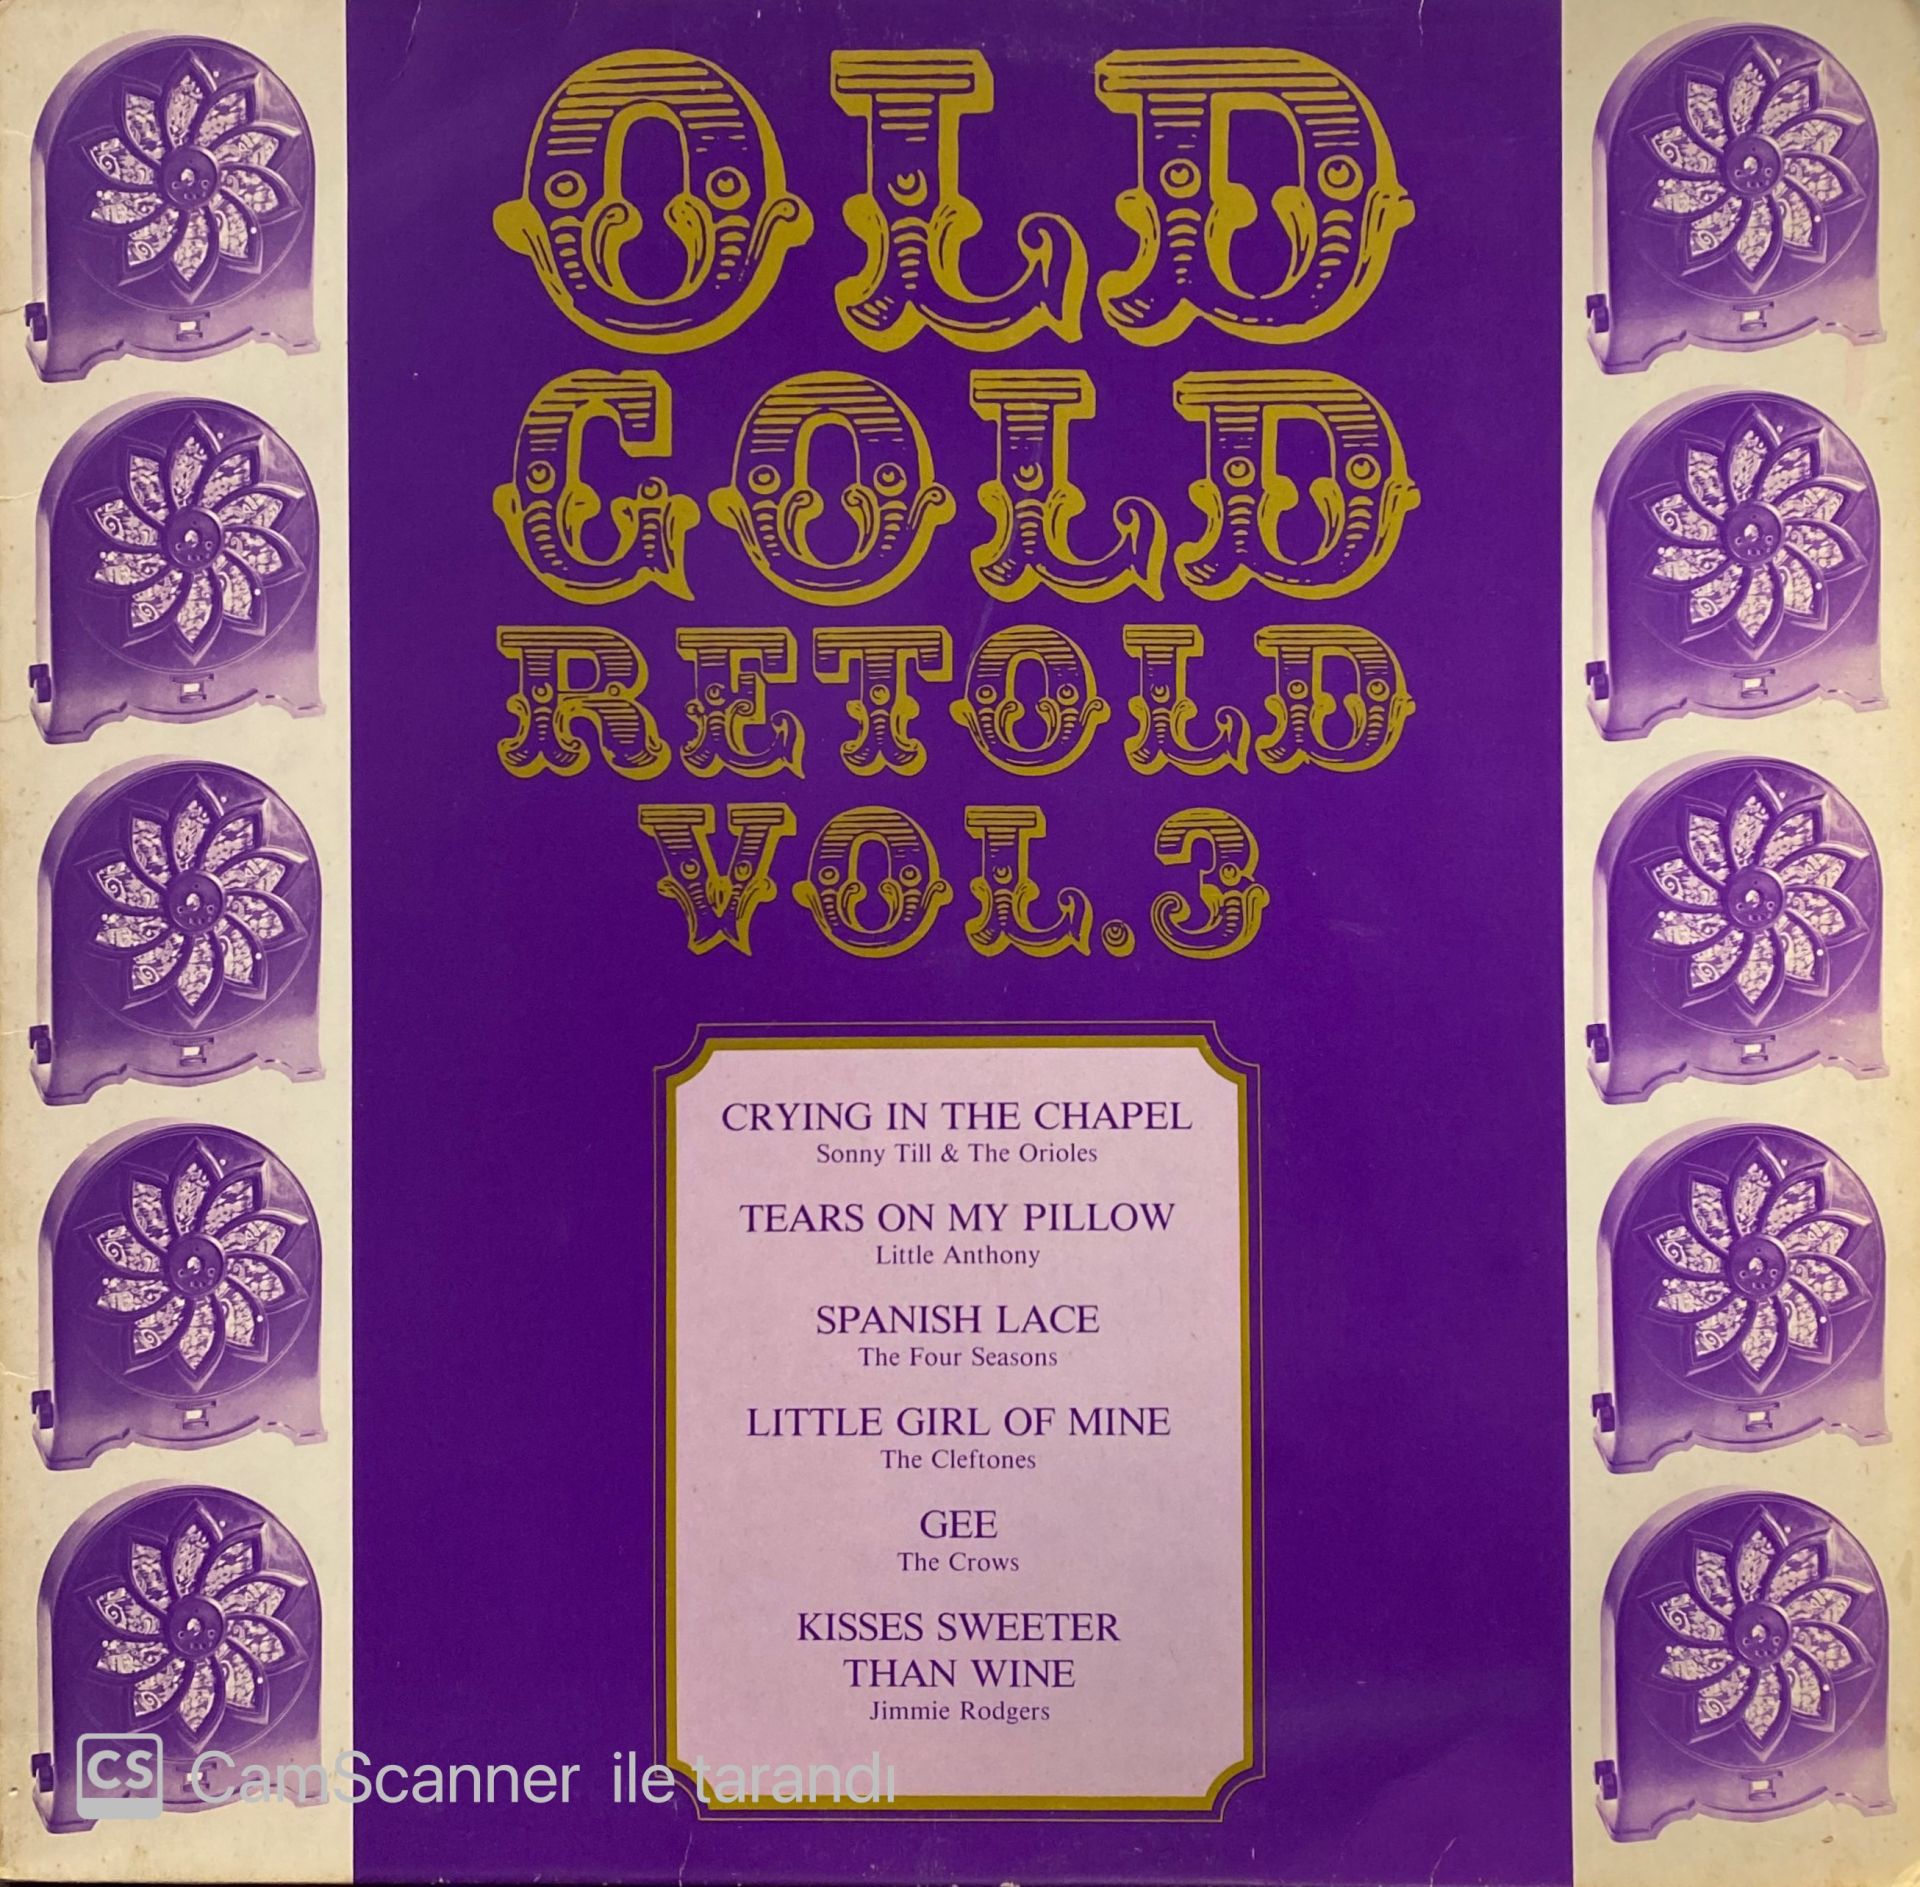 OLD
GOLD
RETOLD
VOL.3
CRYING IN THE CHAPEL
Sonny Till & The Orioles
TEARS ON MY PILLOW
Little Anthony
SPANISH LACE
The Four Seasons
LITTLE GIRL OF MINE
The Cleftones
GEE
The Crows
KISSES SWEETER
THAN WINE
Jimmie Rodgers
CS CamScanner ile tarandı